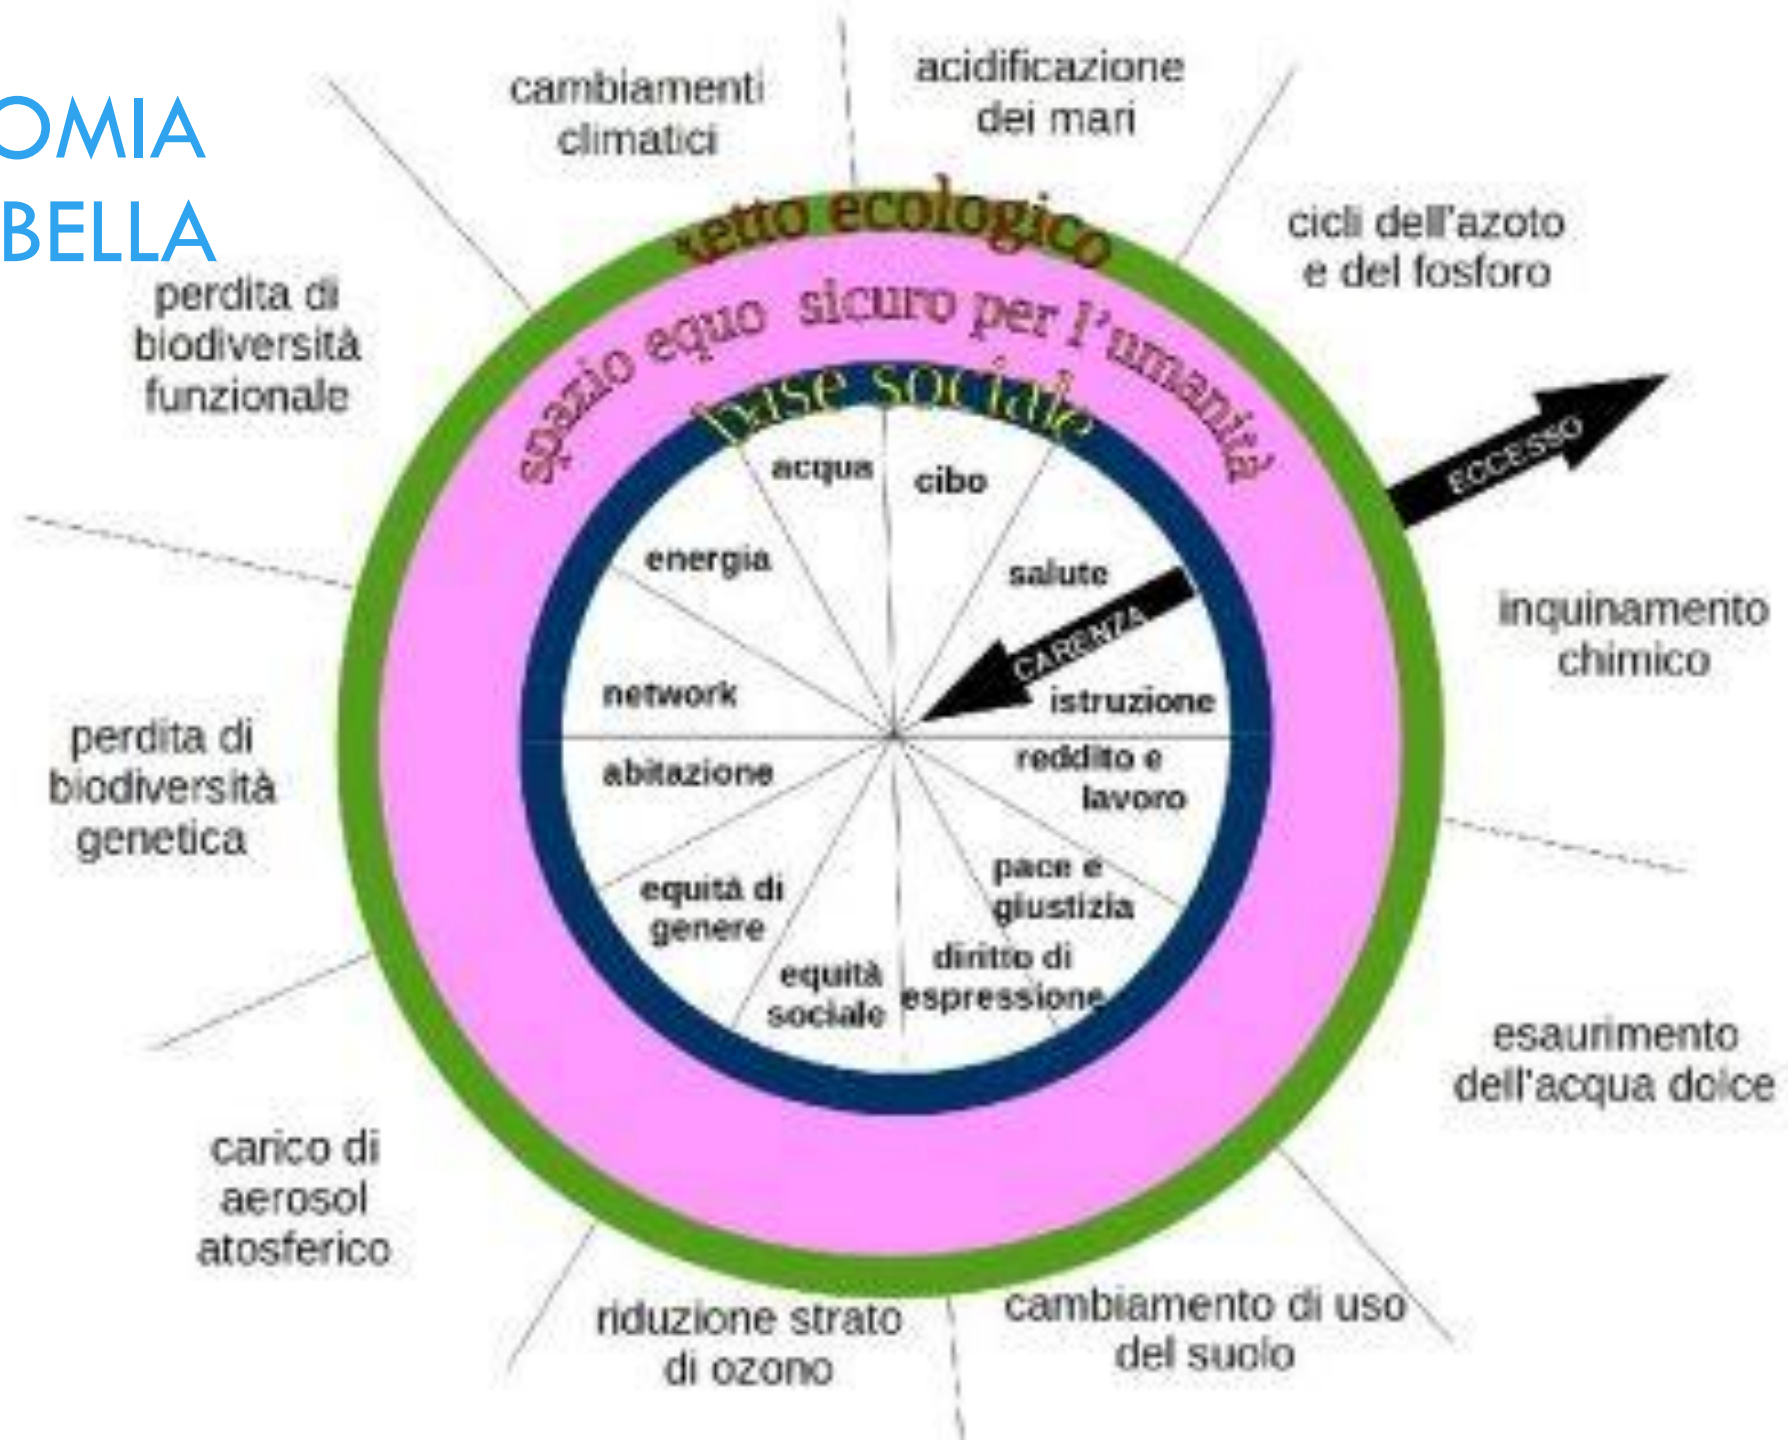 OMIA
BELLA
cambiamenti
climatici
acidificazione
dei mari
cicli dell'azoto
e del fosforo
perdita di
biodiversità
funzionale
tetto ecologico
spazio equo sicuro per l'umanità
base sociale
ECCESSO
acqua
cibo
energia
salute
CARENZA
inquinamento
chimico
network
istruzione
perdita di
biodiversità
genetica
abitazione
reddito e
lavoro
equità di
genere
pace e
giustizia
equità
sociale
diritto di
espressione
esaurimento
dell'acqua dolce
carico di
aerosol
atosferico
riduzione strato
di ozono
cambiamento di uso
del suolo